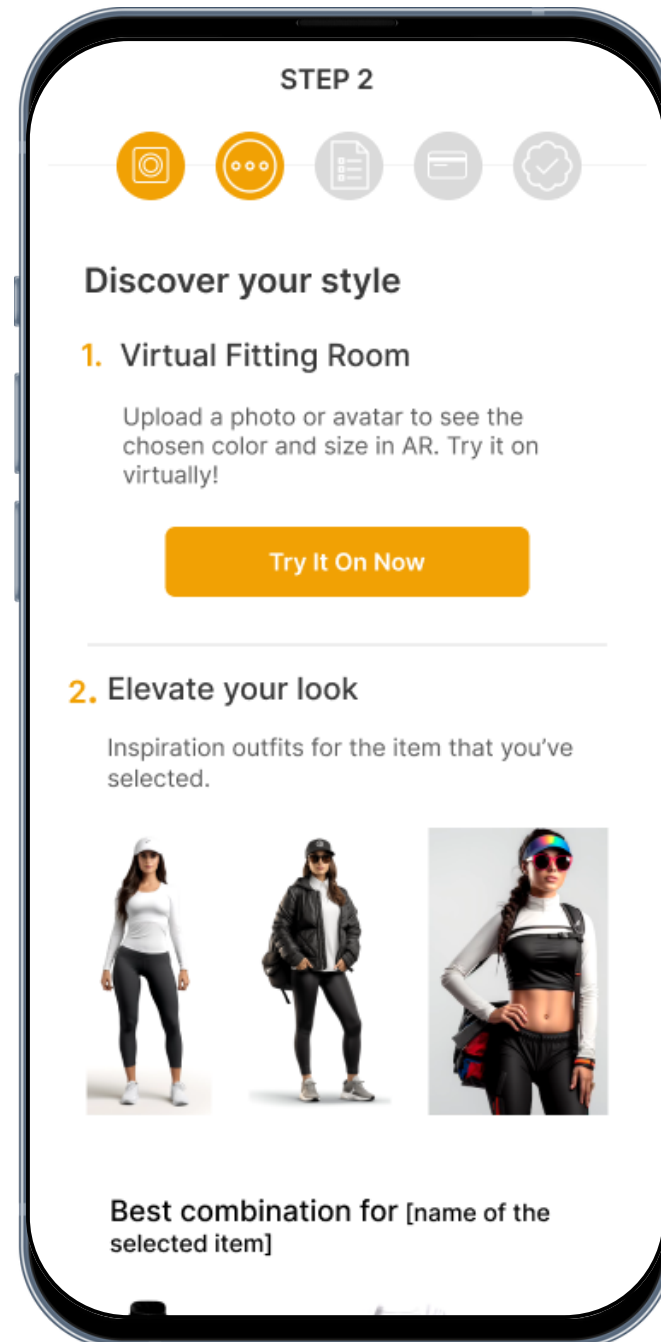 STEP 2
Discover your style
1. Virtual Fitting Room
Upload a photo or avatar to see the
chosen color and size in AR. Try it on
virtually!
Try It On Now
2. Elevate your look
Inspiration outfits for the item that you’ve
selected.
Best combination for [name of the
selected item]